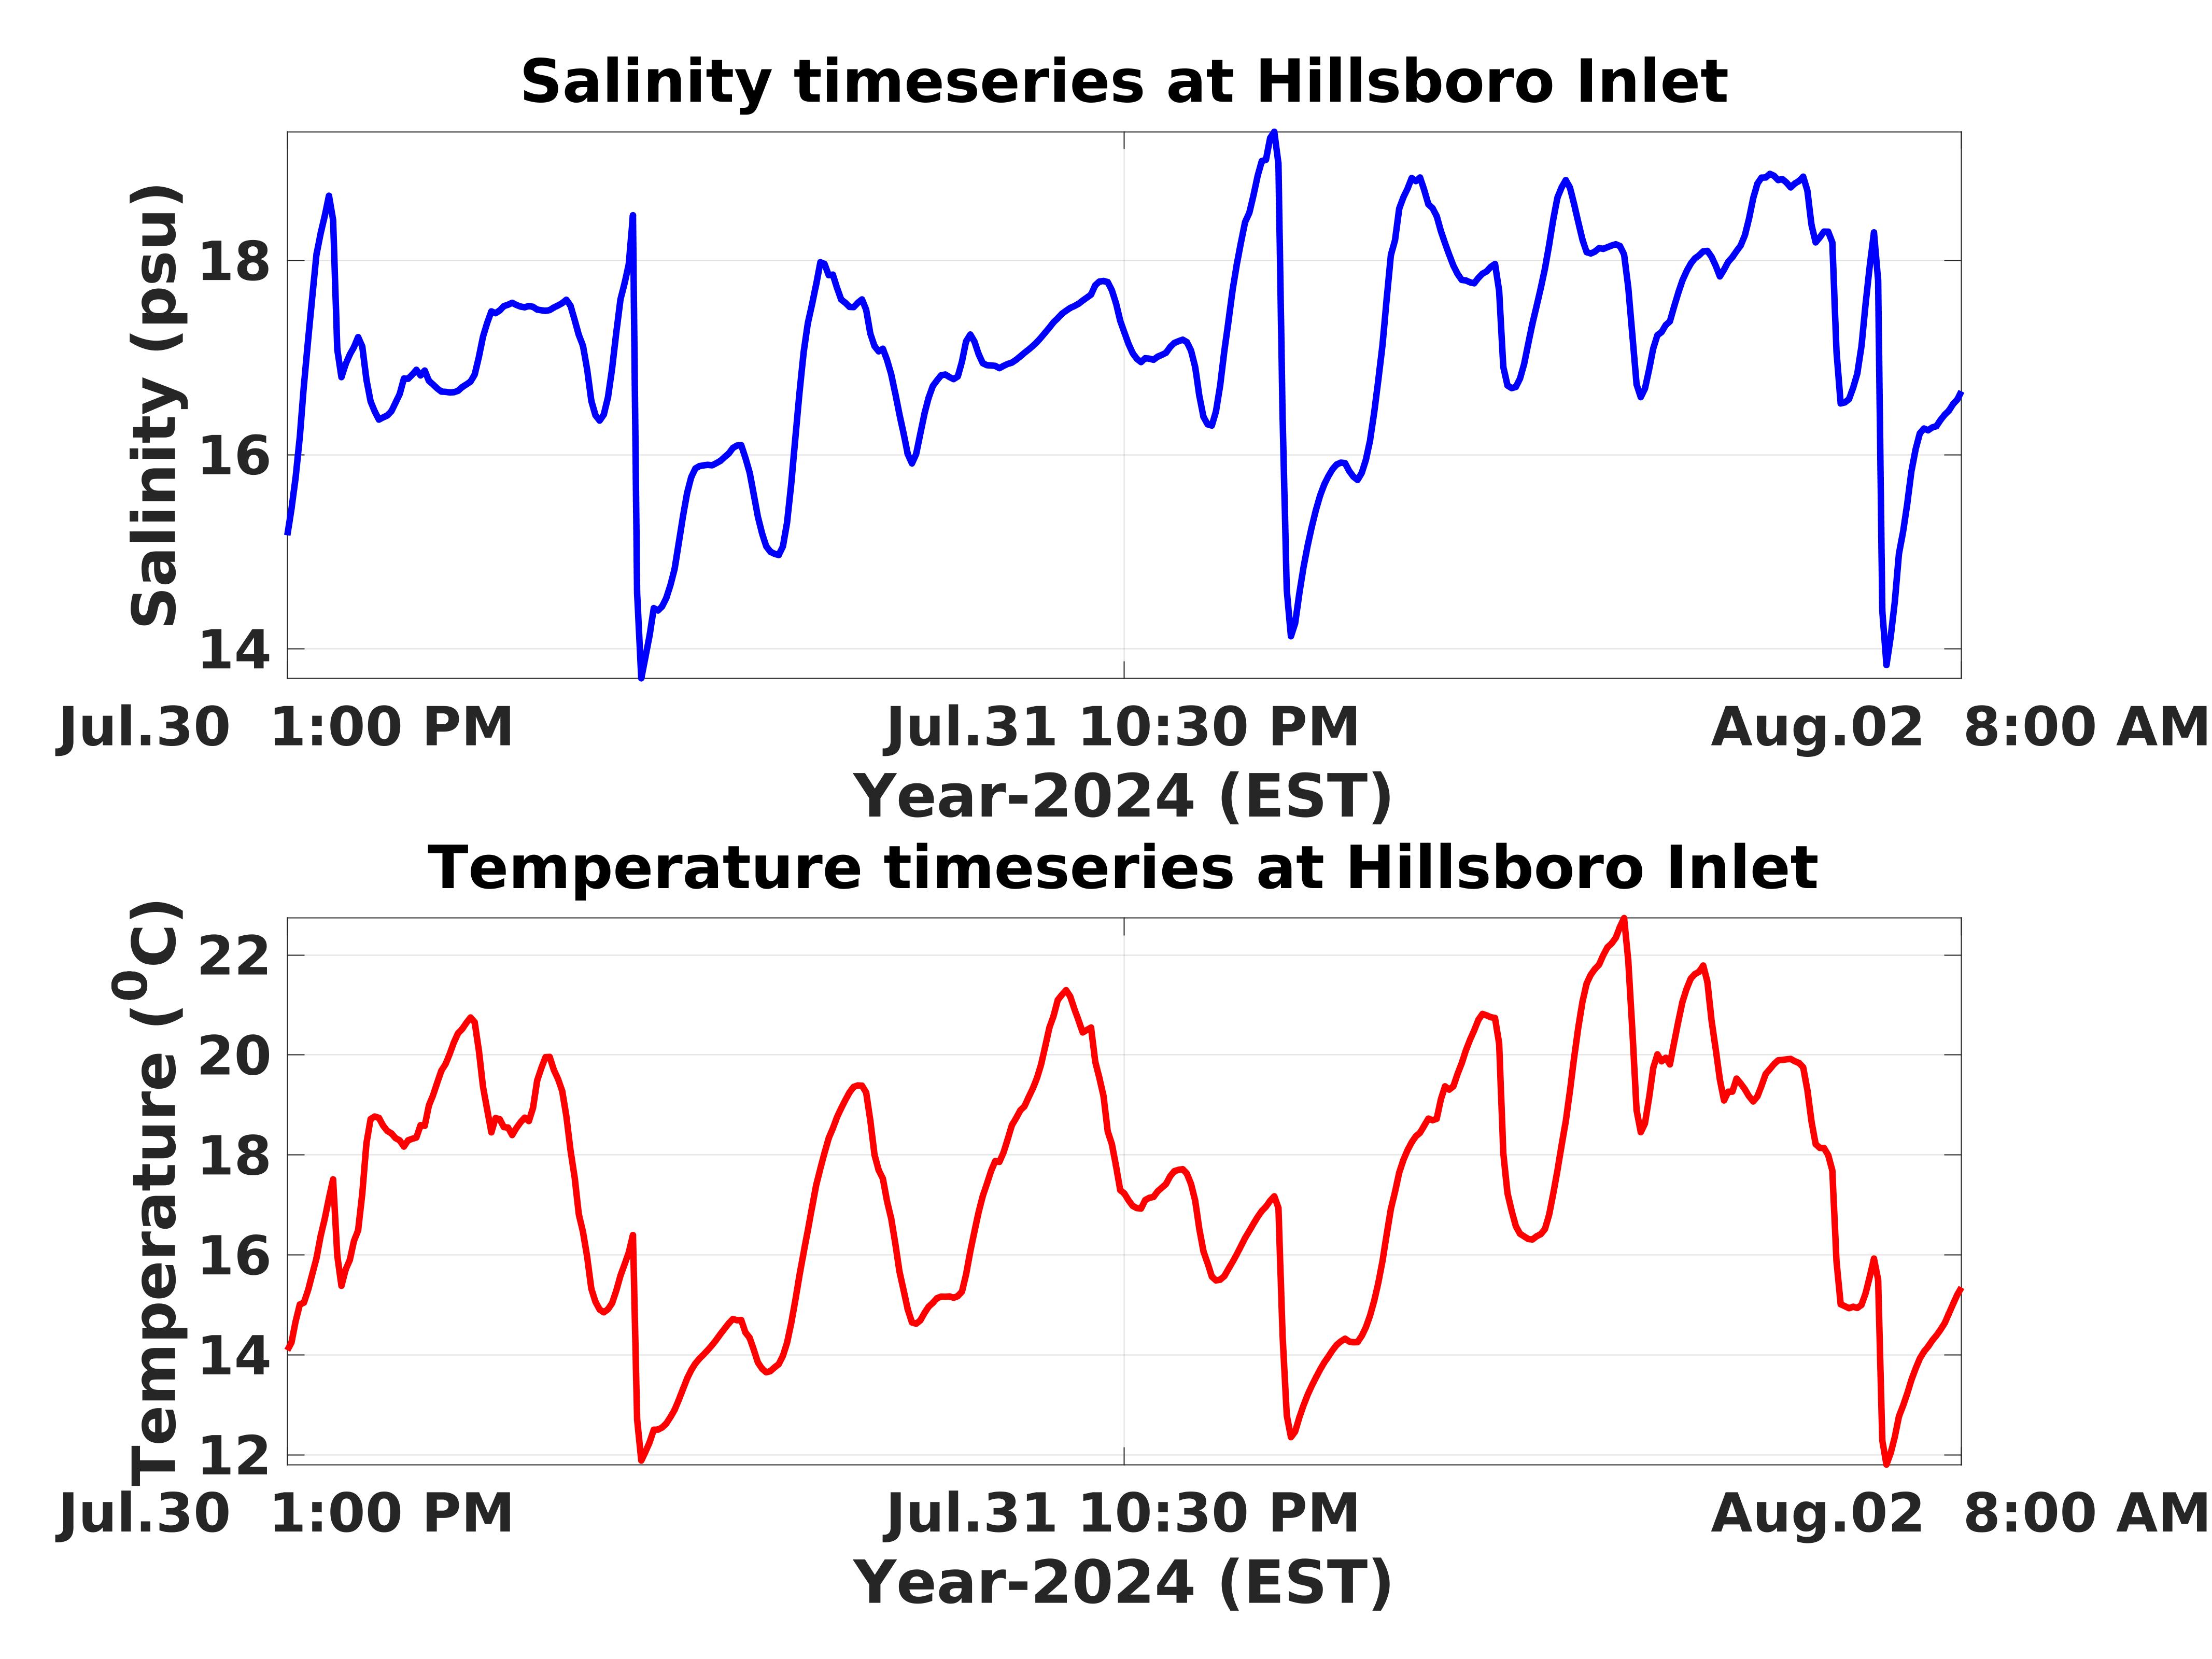 Salinity timeseries at Hillsboro Inlet
Salinity (psu)
18
16
14
Jul.30  1:00 PM
Jul.31 10:30 PM
Aug.02  8:00 AM
Year-2024 (EST)
Temperature timeseries at Hillsboro Inlet
Temperature (⁰C)
22
20
18
16
14
12
Jul.30  1:00 PM
Jul.31 10:30 PM
Aug.02  8:00 AM
Year-2024 (EST)